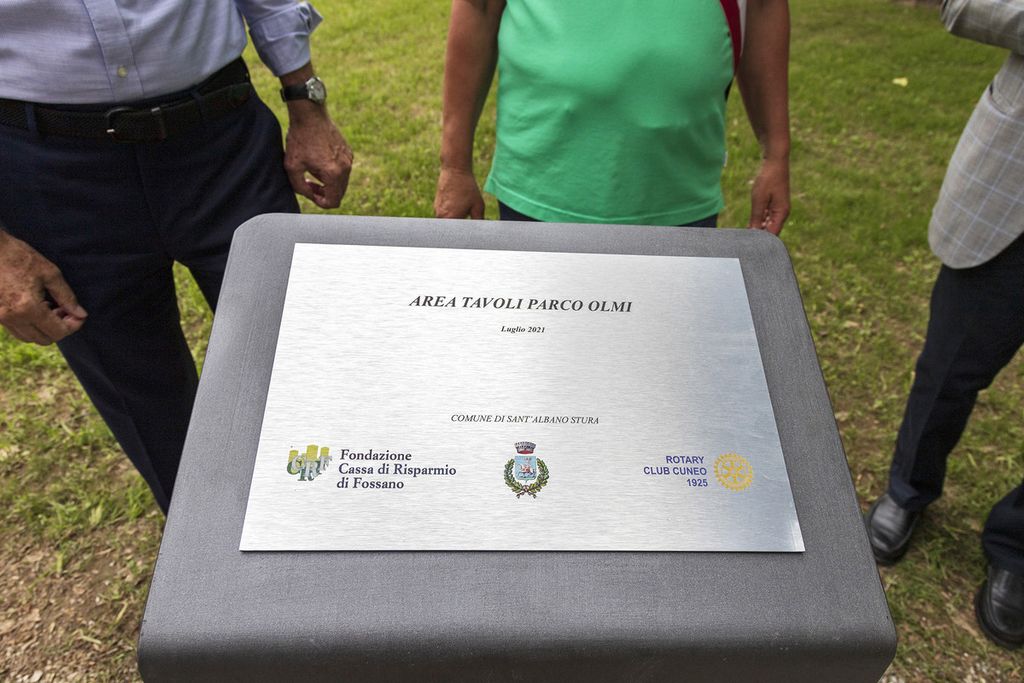 AREA TAVOLI PARCO OLMI
Luglio 2021
COMUNE DI SANT'ALBANO STURA
CRF
Fondazione
Cassa di Risparmio
di Fossano
ROTARY
CLUB CUNEO
1925